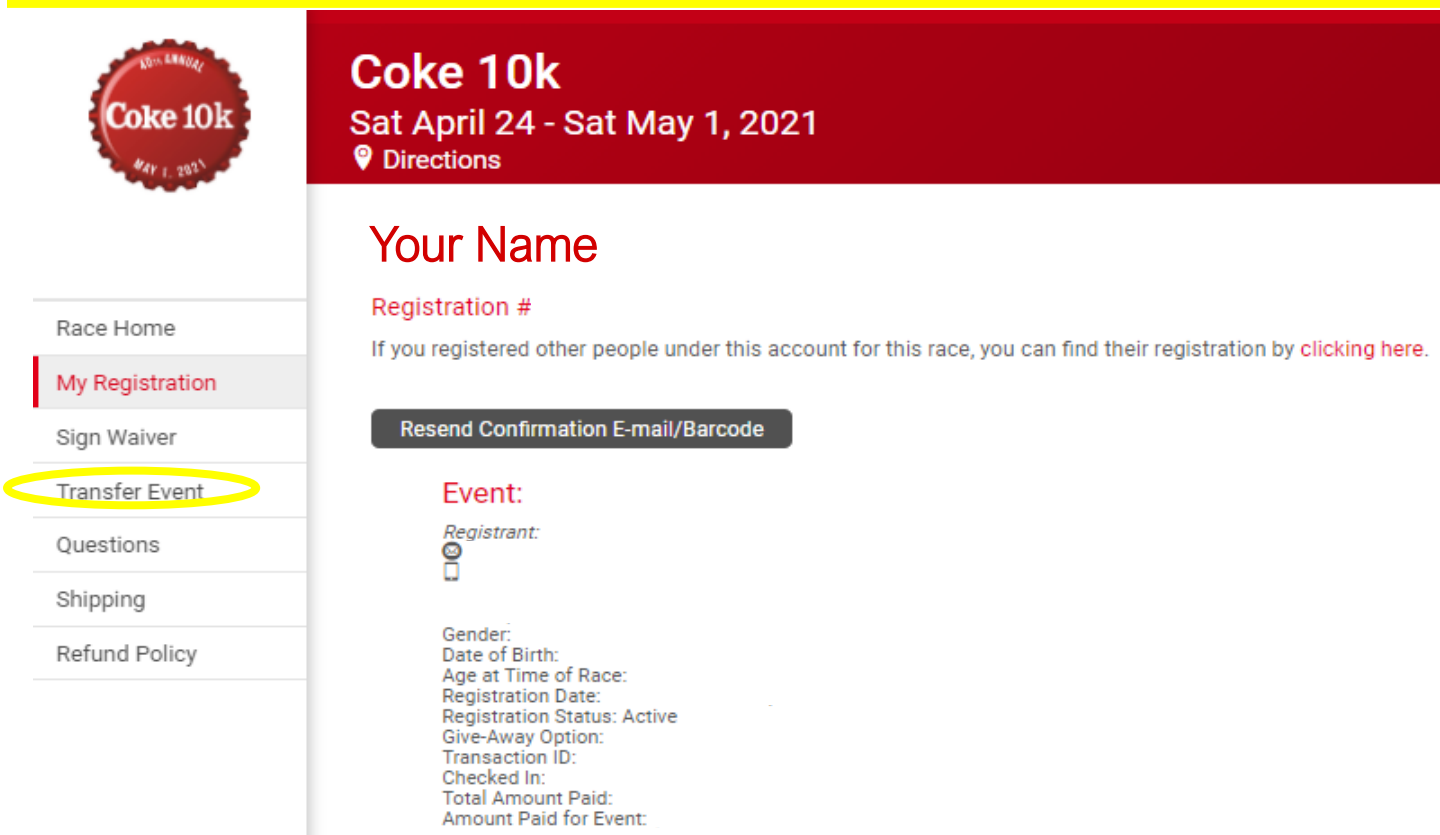 40TH ANNUAL
Coke 10k
MAY 1, 2021
Coke 10k
Sat April 24 - Sat May 1, 2021
Directions
Race Home
My Registration
Sign Waiver
Transfer Event
Questions
Shipping
Refund Policy
Your Name
Registration #
If you registered other people under this account for this race, you can find their registration by clicking here.
Resend Confirmation E-mail/Barcode
Event:
Registrant:
Gender:
Date of Birth:
Age at Time of Race:
Registration Date:
Registration Status: Active
Give-Away Option:
Transaction ID:
Checked In:
Total Amount Paid:
Amount Paid for Event: